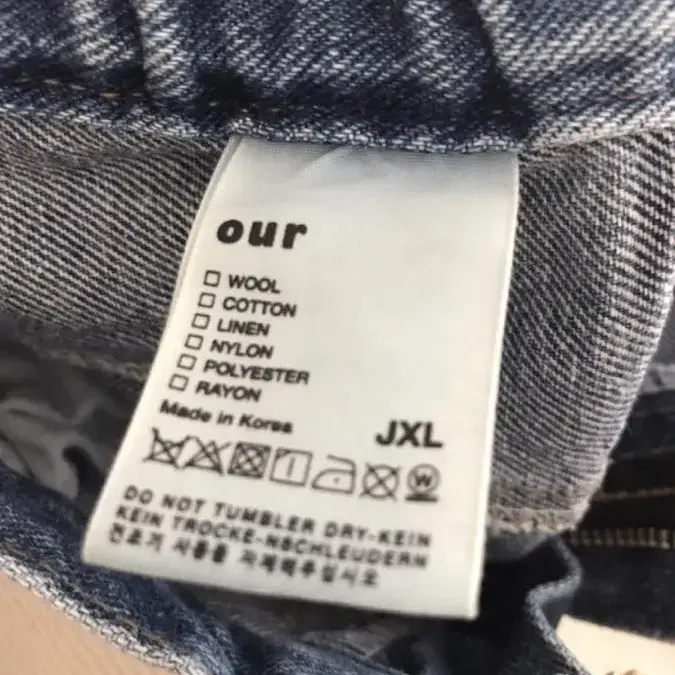 our
WOOL
COTTON
LINEN
NYLON
POLYESTER
RAYON
Made in Korea
JXL
W
DO NOT TUMBLER DRY-KEIN
KEIN TROCKE-NSCHLEUDERN
건조기 사용을 자제해주십시오